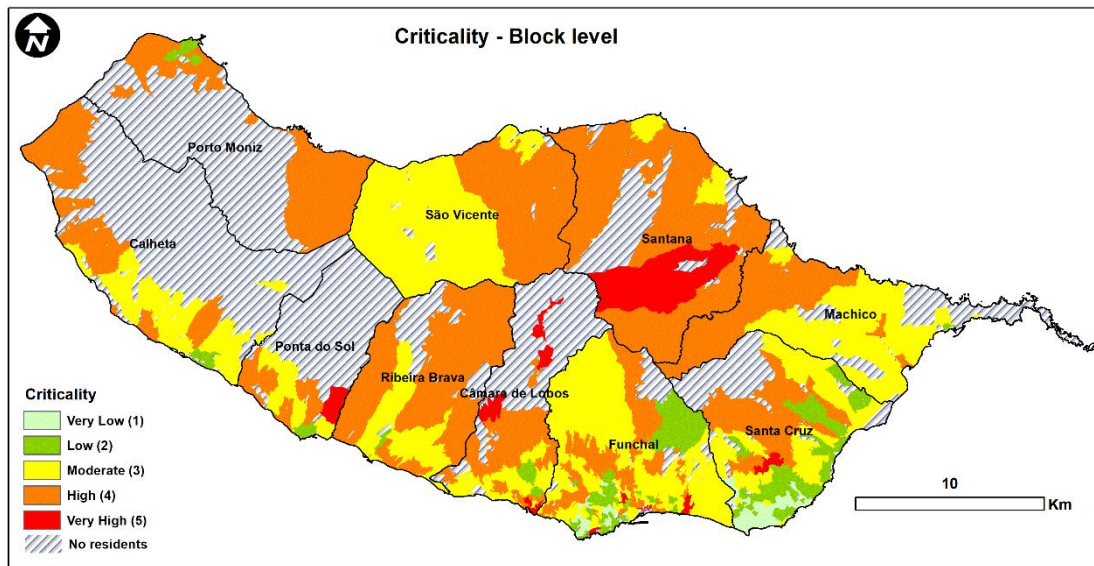 N
Criticality - Block level
Porto Moniz
São Vicente
Santana
Calheta
Machico
Ponta do Sol
Ribeira Brava
Câmara de Lobos
Santa Cruz
Funchal
Criticality
Very Low (1)
Low (2)
Moderate (3)
High (4)
Very High (5)
No residents
10
Km